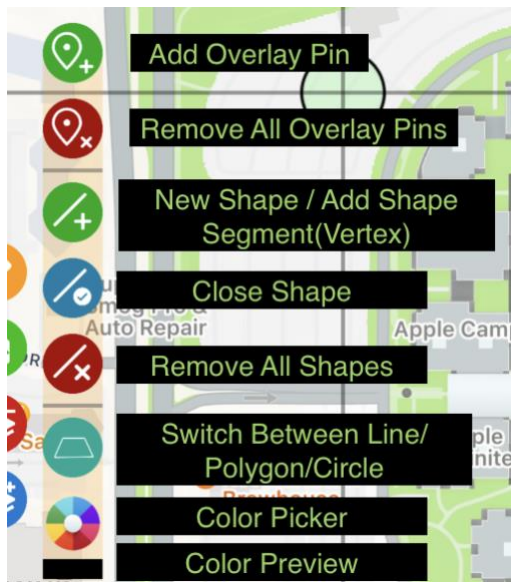 Add Overlay Pin
Remove All Overlay Pins
New Shape / Add Shape
Segment(Vertex)
Close Shape
Auto Repair
Apple Camp
Remove All Shapes
Switch Between Line/
Polygon/Circle
Color Picker
Color Preview